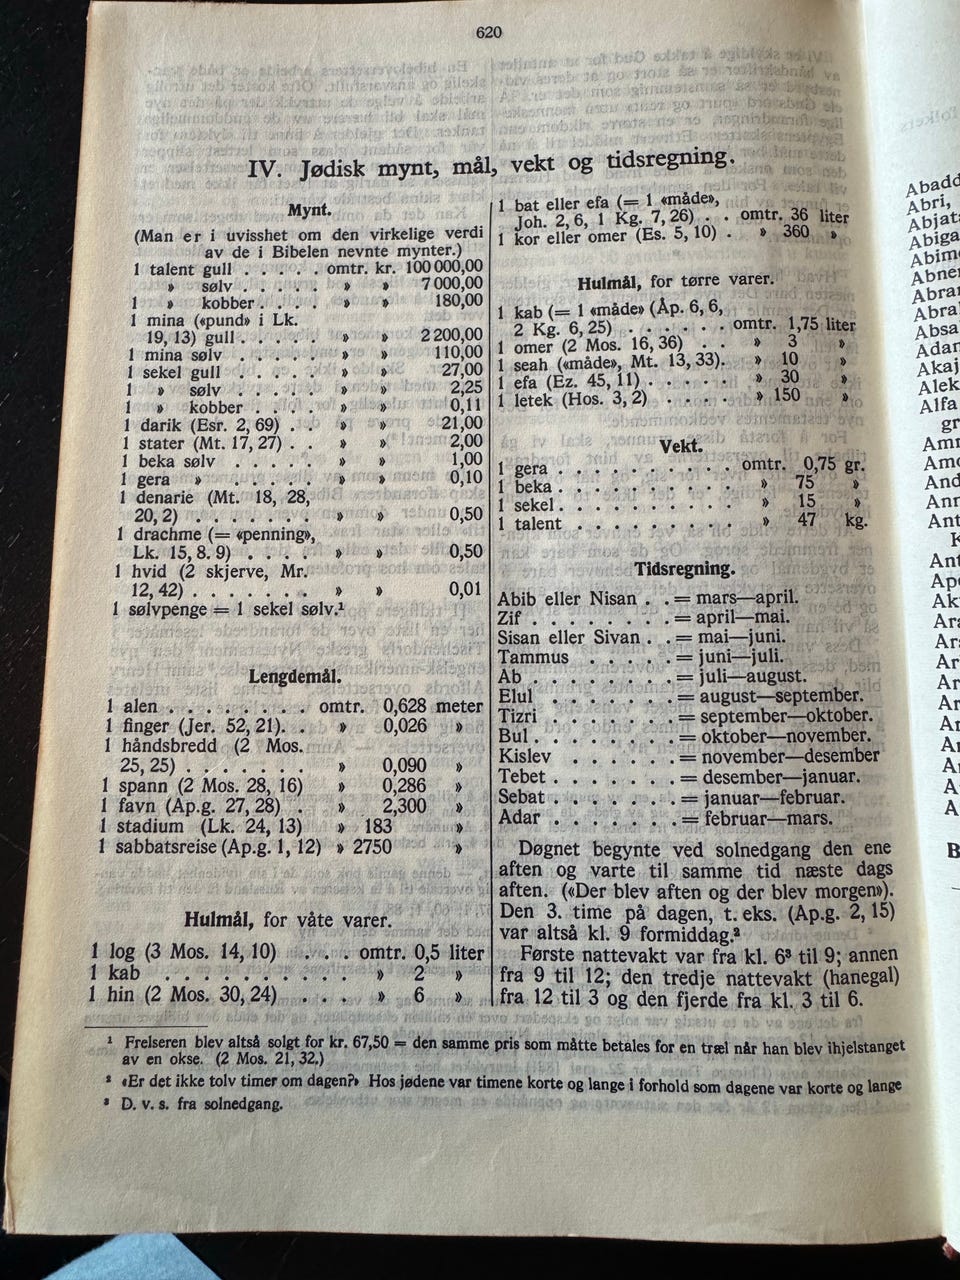 620
IV. Jødisk mynt, mål, vekt og tidsregning.
Mynt.
(Man er i uvisshet om den virkelige verdi
av de i Bibelen nevnte mynter.)
1 talent gull . . . . . omtr. kr. 100 000,00
» sølv . . . . . » » 7 000,00
1 » kobber . . . . » » 180,00
1 mina («pund» i Lk.
19, 13) gull . . . . . . » » 2 200,00
1 mina sølv . . . . . » » 110,00
1 sekel gull . . . . . » » 27,00
1 » sølv . . . . . » » 2,25
1 » kobber . . . . » » 0,11
1 darik (Esr. 2, 69) . . » » 21,00
1 stater (Mt. 17, 27) . . » » 2,00
1 beka sølv . . . . . » » 1,00
1 gera » . . . . . » » 0,10
1 denarie (Mt. 18, 28,
20, 2) . . . . . . . » » 0,50
1 drachme (= «penning»,
Lk. 15, 8. 9) . . . . » » 0,50
1 hvid (2 skjerve, Mr.
12, 42) . . . . . . . » » 0,01
1 sølvpenge = 1 sekel sølv.¹
Lengdemål.
1 alen . . . . . . . . omtr. 0,628 meter
1 finger (Jer. 52, 21). . » 0,026 »
1 håndsbredd (2 Mos.
25, 25) . . . . . . . » 0,090 »
1 spann (2 Mos. 28, 16) » 0,286 »
1 favn (Ap.g. 27, 28) . » 2,300 »
1 stadium (Lk. 24, 13) » 183 »
1 sabbatsreise (Ap.g. 1, 12) » 2750 »
Hulmål, for våte varer.
1 log (3 Mos. 14, 10) . . . omtr. 0,5 liter
1 kab . . . . . . . . . . » 2 »
1 hin (2 Mos. 30, 24) . . . » 6 »
1 bat eller efa (= 1 «måde»,
Joh. 2, 6, 1 Kg. 7, 26) . . omtr. 36 liter
1 kor eller omer (Es. 5, 10) . » 360 »
Hulmål, for tørre varer.
1 kab (= 1 «måde» (Åp. 6, 6,
2 Kg. 6, 25) . . . . . . omtr. 1,75 liter
1 omer (2 Mos. 16, 36) . . » 3 »
1 seah («måde», Mt. 13, 33). » 10 »
1 efa (Ez. 45, 11) . . . . . » 30 »
1 letek (Hos. 3, 2) . . . . » 150 »
Vekt.
1 gera . . . . . . . . . . omtr. 0,75 gr.
1 beka . . . . . . . . . . » 75 »
1 sekel . . . . . . . . . . » 15 »
1 talent . . . . . . . . . » 47 kg.
Tidsregning.
Abib eller Nisan . . = mars—april.
Zif . . . . . . . . = april—mai.
Sisan eller Sivan . . = mai—juni.
Tammus . . . . . = juni—juli.
Ab . . . . . . . . = juli—august.
Elul . . . . . . . = august—september.
Tizri . . . . . . . = september—oktober.
Bul . . . . . . . . = oktober—november.
Kislev . . . . . . = november—desember
Tebet . . . . . . . = desember—januar.
Sebat . . . . . . . = januar—februar.
Adar . . . . . . . = februar—mars.
Døgnet begynte ved solnedgang den ene
aften og varte til samme tid næste dags
aften. («Der blev aften og der blev morgen»).
Den 3. time på dagen, t. eks. (Ap.g. 2, 15)
var altså kl. 9 formiddag.²
Første nattevakt var fra kl. 6³ til 9; annen
fra 9 til 12; den tredje nattevakt (hanegal)
fra 12 til 3 og den fjerde fra kl. 3 til 6.
¹ Frelseren blev altså solgt for kr. 67,50 = den samme pris som måtte betales for en træl når han blev ihjelstanget
av en okse. (2 Mos. 21, 32.)
² «Er det ikke tolv timer om dagen?» Hos jødene var timene korte og lange i forhold som dagene var korte og lange
³ D. v. s. fra solnedgang.